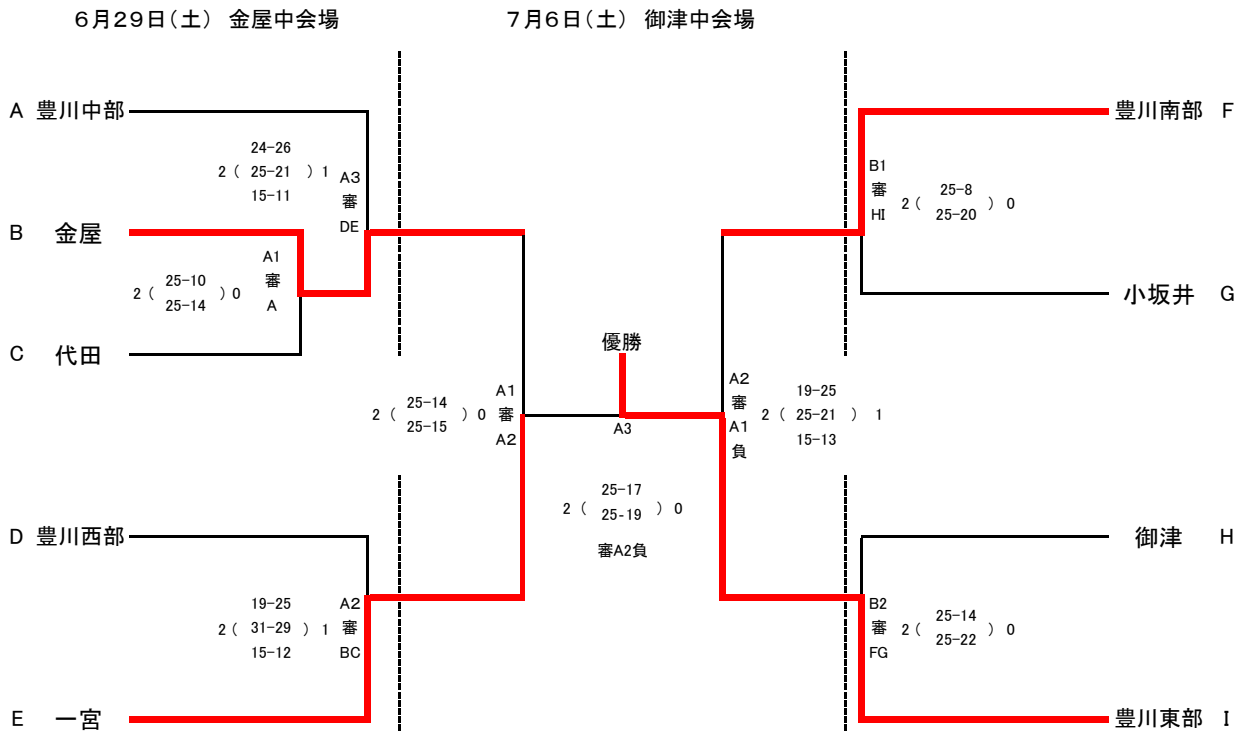 6月29日(土) 金屋中会場
7月6日(土) 御津中会場
A 豊川中部
24-26
2( 25-21 ) 1
15-11
A3
審
DE
B 金屋
2( 25-10 )0
25-14
A1
審
A
C 代田
2( 25-14 ) 0
25-15
A1
審
A2
D 豊川西部
19-25
2( 31-29 ) 1
15-12
A2
審
BC
E 一宮
優勝
A3
2( 25-17 ) 0
25-19
審A2負
A2
審
A1
負
19-25
2( 25-21 ) 1
15-13
豊川南部 F
B1
審
HI
2( 25-8 ) 0
25-20
小坂井 G
御津 H
B2
審
FG
2( 25-14 ) 0
25-22
豊川東部 I